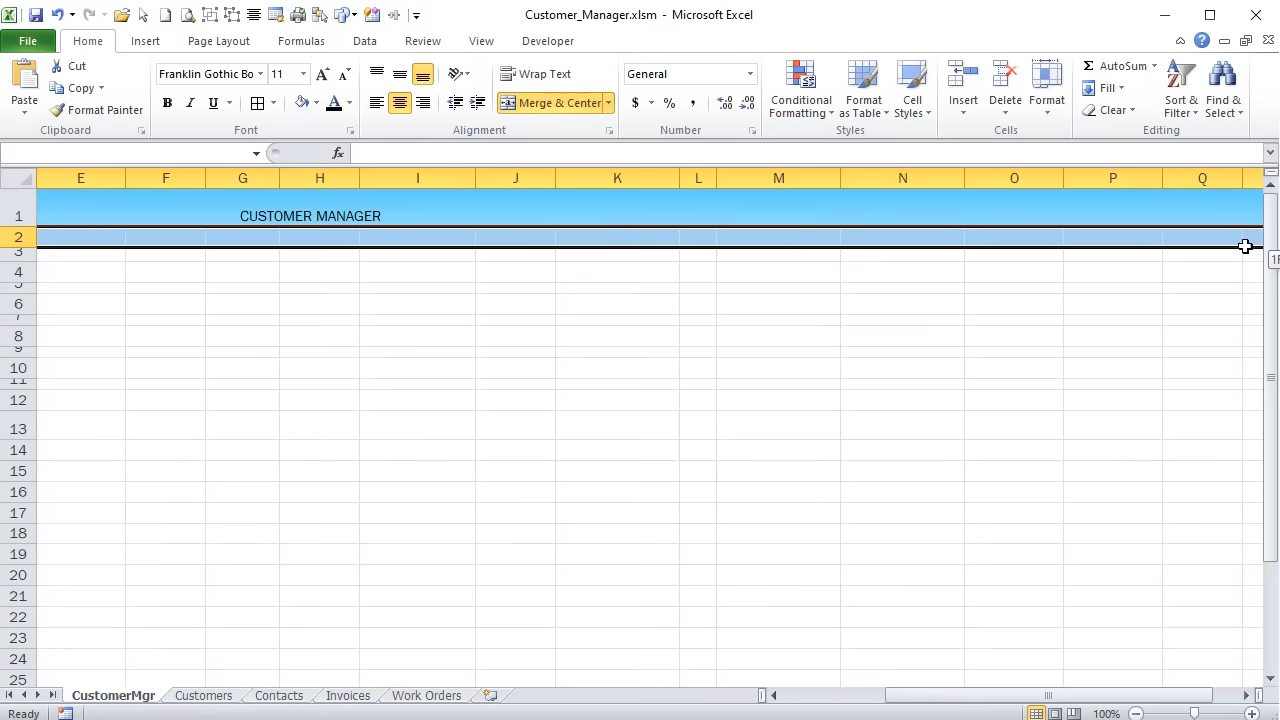 Customer_Manager.xlsm - Microsoft Excel
File Home Insert Page Layout Formulas Data Review View Developer
Cut
Copy
Format Painter
Paste
Clipboard
Franklin Gothic Bo 11
B I U A
Font
Wrap Text
Merge & Center
Alignment
General
$ % ,
Number
Conditional Formatting
Format as Table
Cell Styles
Styles
Insert Delete Format
Cells
AutoSum
Fill
Clear
Sort & Filter
Find & Select
Editing
fx
E F G H I J K L M N O P Q
1 CUSTOMER MANAGER
2
3
4
5
6
7
8
9
10
11
12
13
14
15
16
17
18
19
20
21
22
23
24
25
CustomerMgr Customers Contacts Invoices Work Orders
Ready 100%